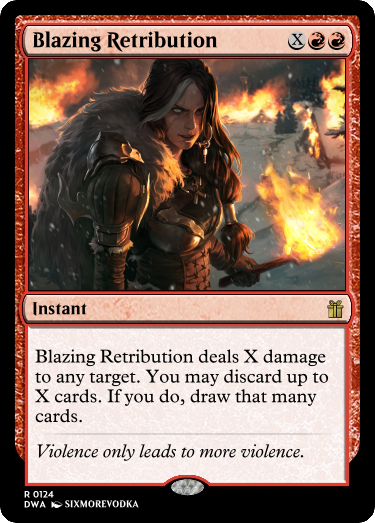 Blazing Retribution X
Instant
Blazing Retribution deals X damage
to any target. You may discard up to
X cards. If you do, draw that many
cards.
Violence only leads to more violence.
R 0124
DWA SIXMOREVODKA